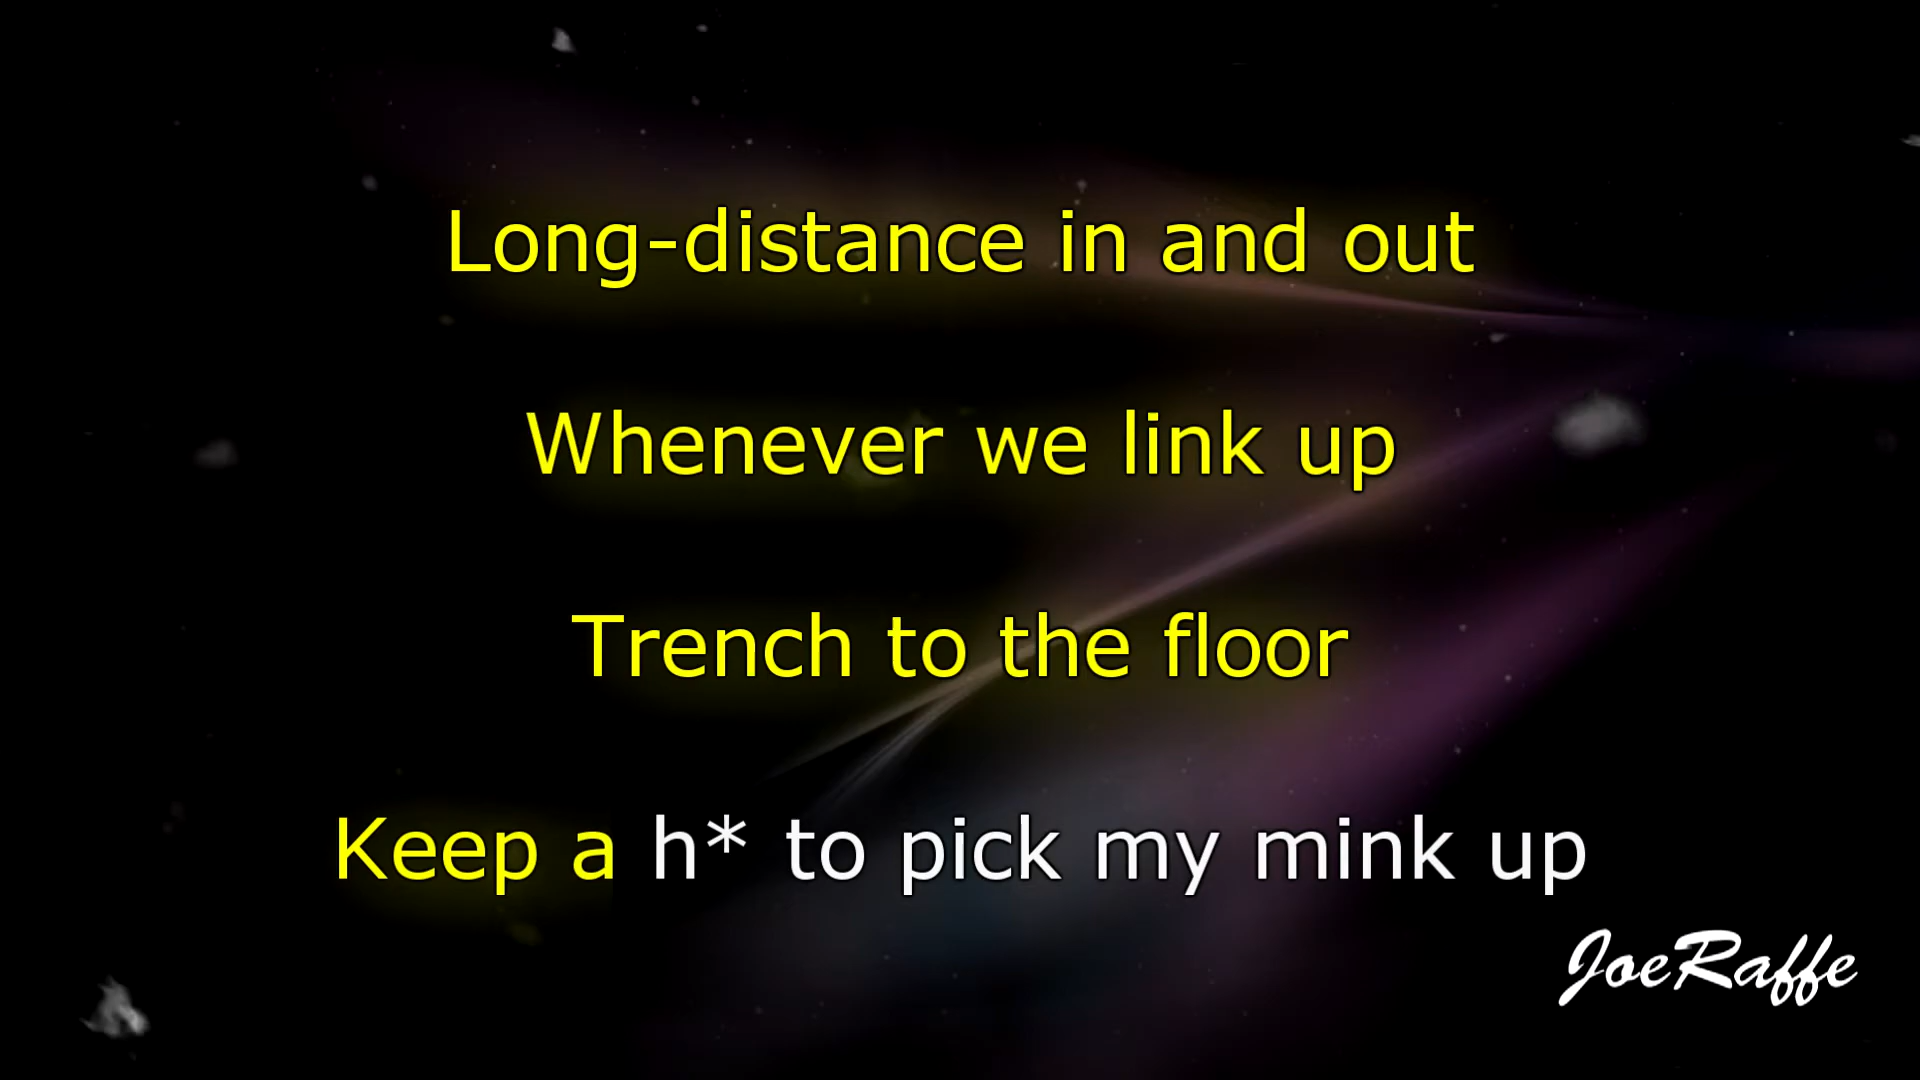 Long-distance in and out
Whenever we link up
Trench to the floor
Keep a h* to pick my mink up
JoeRaffe